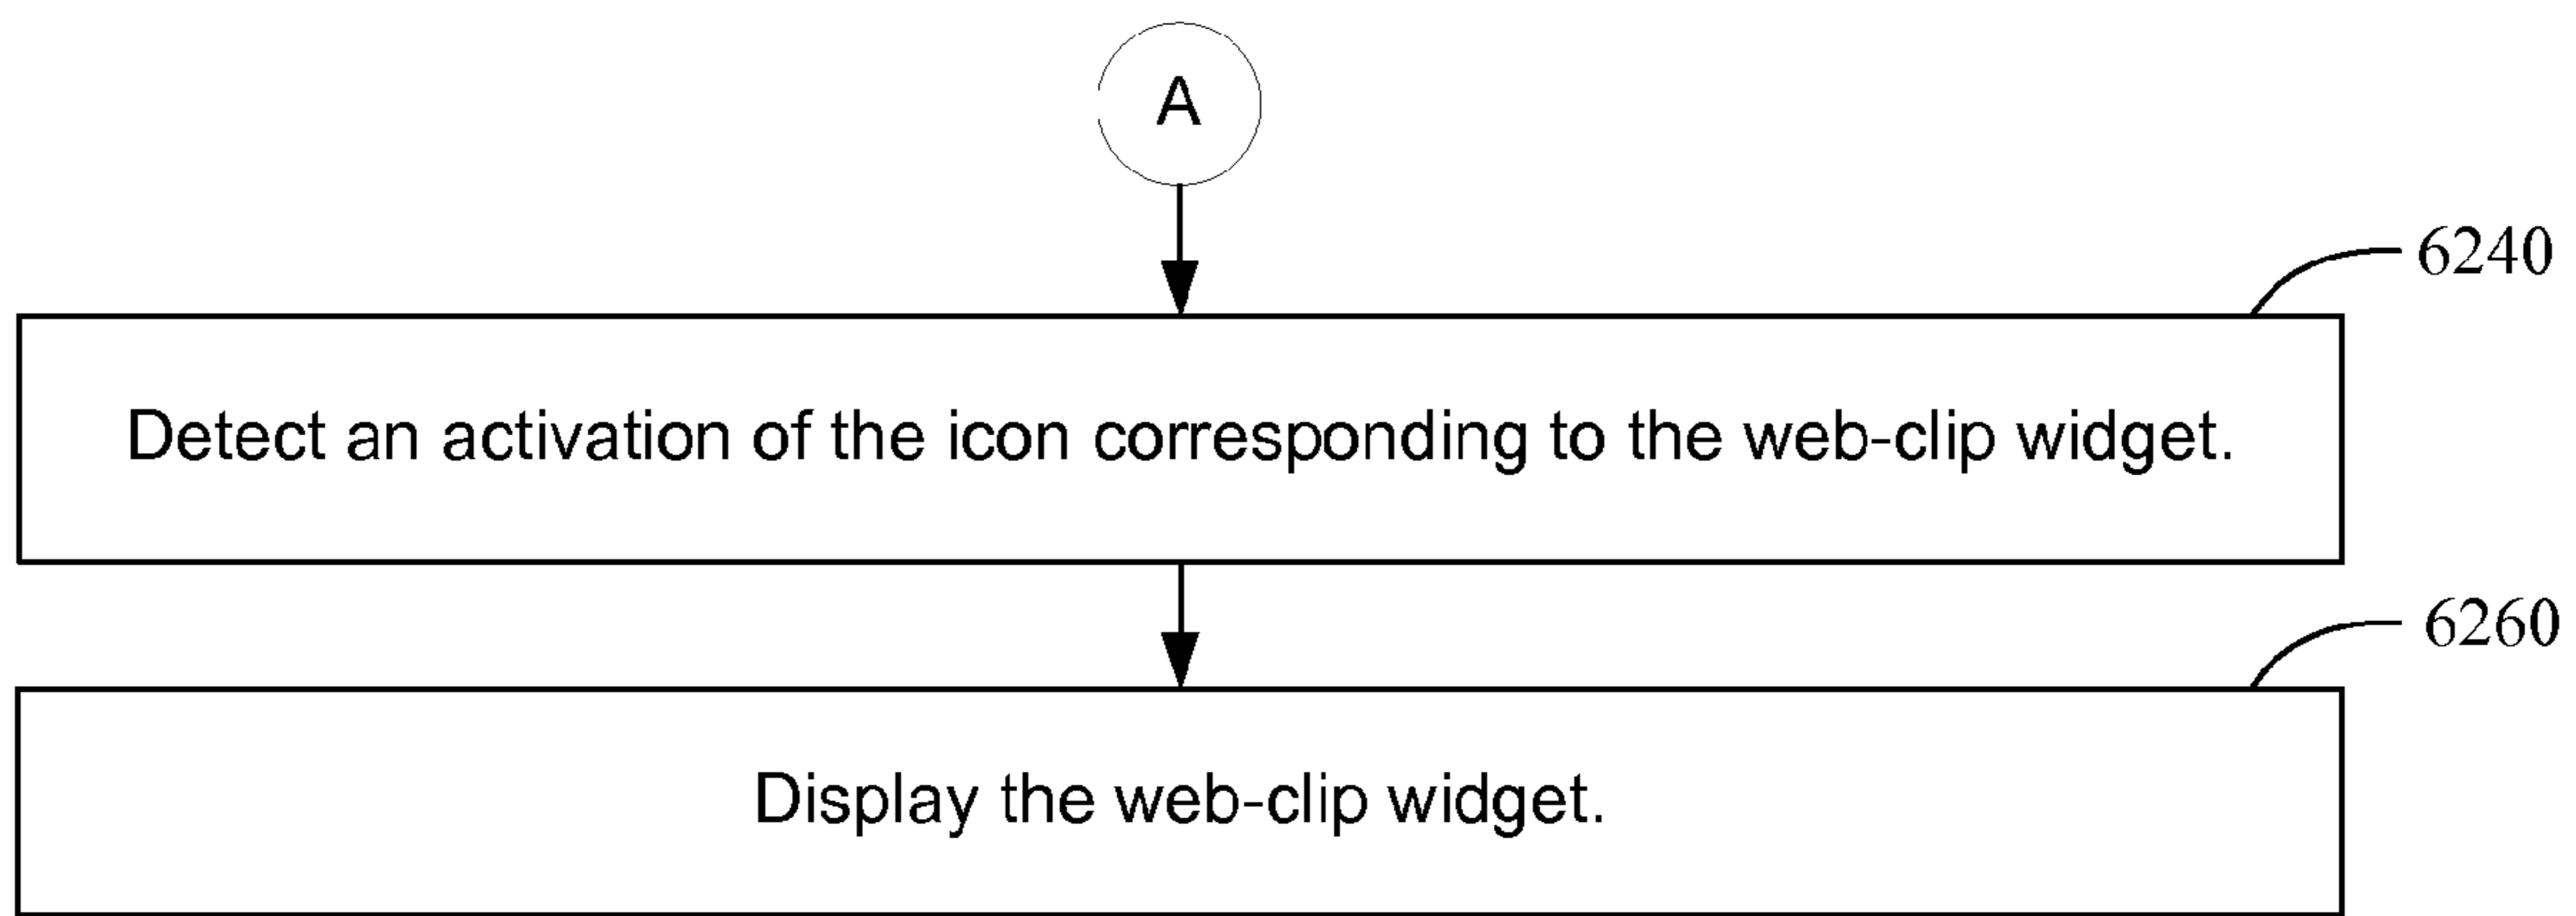 A
6240
Detect an activation of the icon corresponding to the web-clip widget.
6260
Display the web-clip widget.